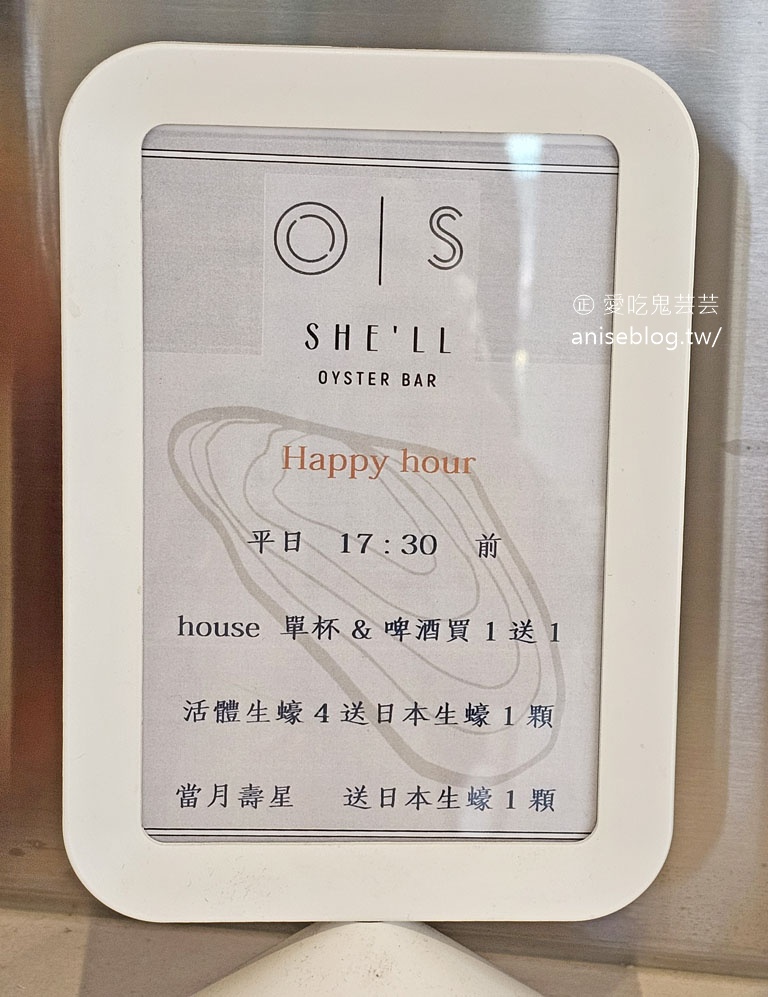 O|S
SHE'LL
OYSTER BAR
㊣ 愛吃鬼芸芸
aniseblog.tw/
Happy hour
平日 17:30 前
house 單杯 & 啤酒買 1 送 1
活體生蠔 4 送日本生蠔 1 顆
當月壽星 送日本生蠔 1 顆